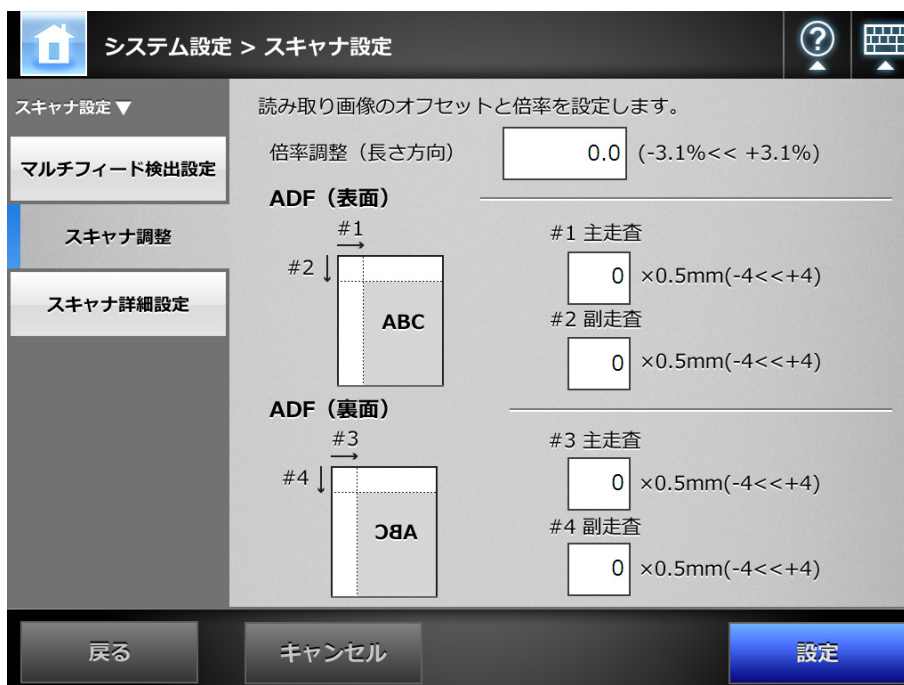 システム設定 > スキャナ設定
?
スキャナ設定▼
マルチフィード検出設定
スキャナ調整
スキャナ詳細設定
読み取り画像のオフセットと倍率を設定します。
倍率調整（長さ方向） 0.0 (-3.1%<< +3.1%)
ADF（表面）
#1
#2
ABC
#1 主走査
0 ×0.5mm(-4<<+4)
#2 副走査
0 ×0.5mm(-4<<+4)
ADF（裏面）
#3
#4
ABC
#3 主走査
0 ×0.5mm(-4<<+4)
#4 副走査
0 ×0.5mm(-4<<+4)
戻る キャンセル 設定